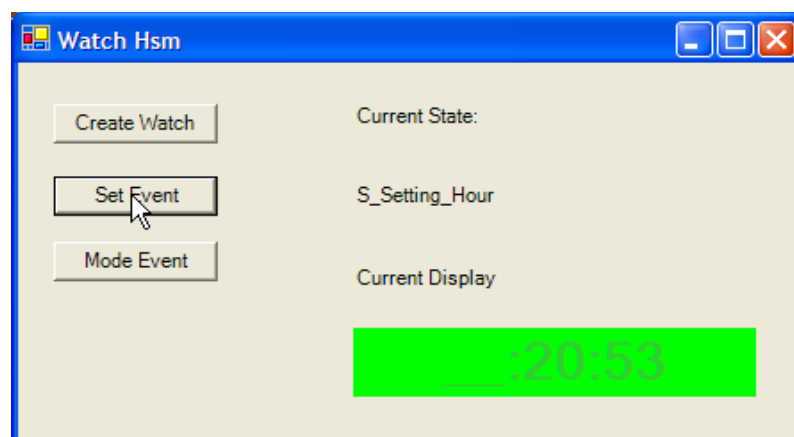 Watch Hsm
Create Watch
Current State:
Set Event
S_Setting_Hour
Mode Event
Current Display
__:20:53